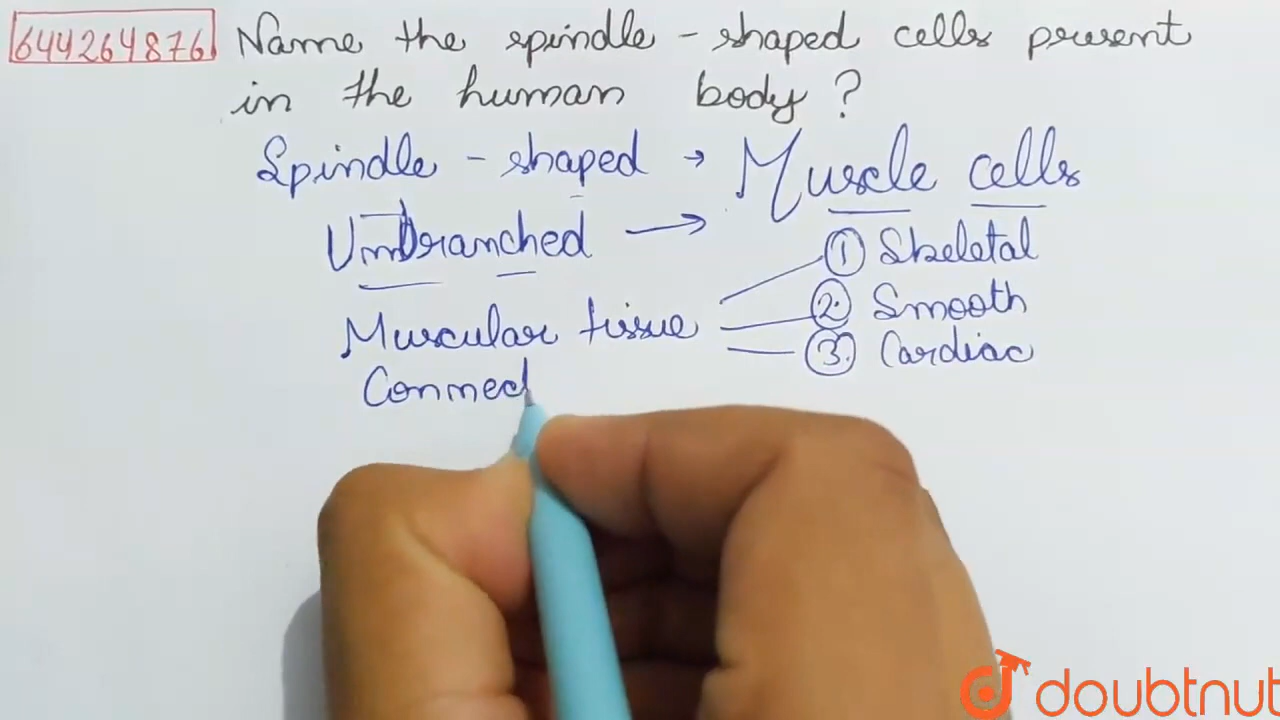 644264876 Name the spindle - shaped cells present
in the human body ?
Spindle - shaped → Muscle cells
Unbranched → ① Skeletal
② Smooth
Muscular tissue ③ Cardiac
Connect
doubtnut